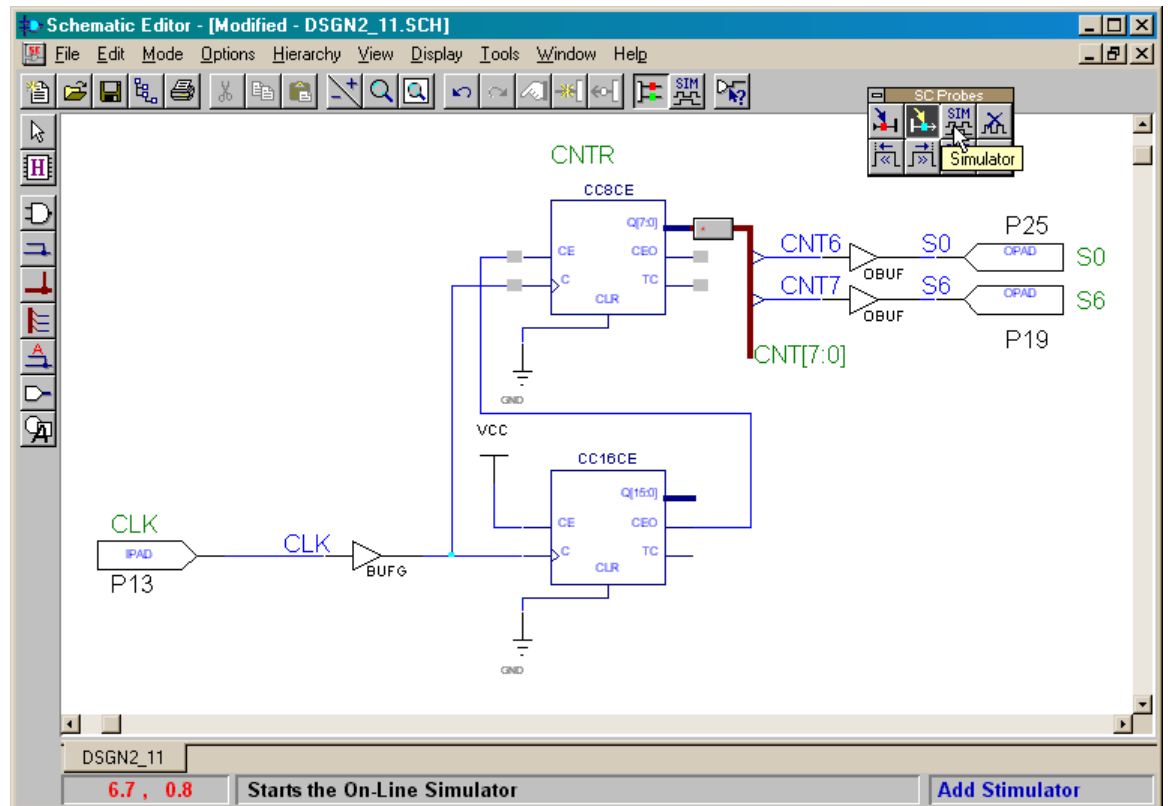 Schematic Editor - [Modified - DSGN2_11.SCH]
File Edit Mode Options Hierarchy View Display Tools Window Help
SIM
SC Probes
SIM
Simulator
H
A
A
CNTR
CC8CE
Q[7:0]
CE
CEO
C
TC
CLR
GND
CNT6
OBUF
S0
P25
OPAD
S0
CNT7
OBUF
S6
OPAD
S6
P19
CNT[7:0]
VCC
CC16CE
Q[15:0]
CE
CEO
C
TC
CLR
GND
CLK
IPAD
P13
CLK
BUFG
DSGN2_11
6.7 , 0.8
Starts the On-Line Simulator
Add Stimulator